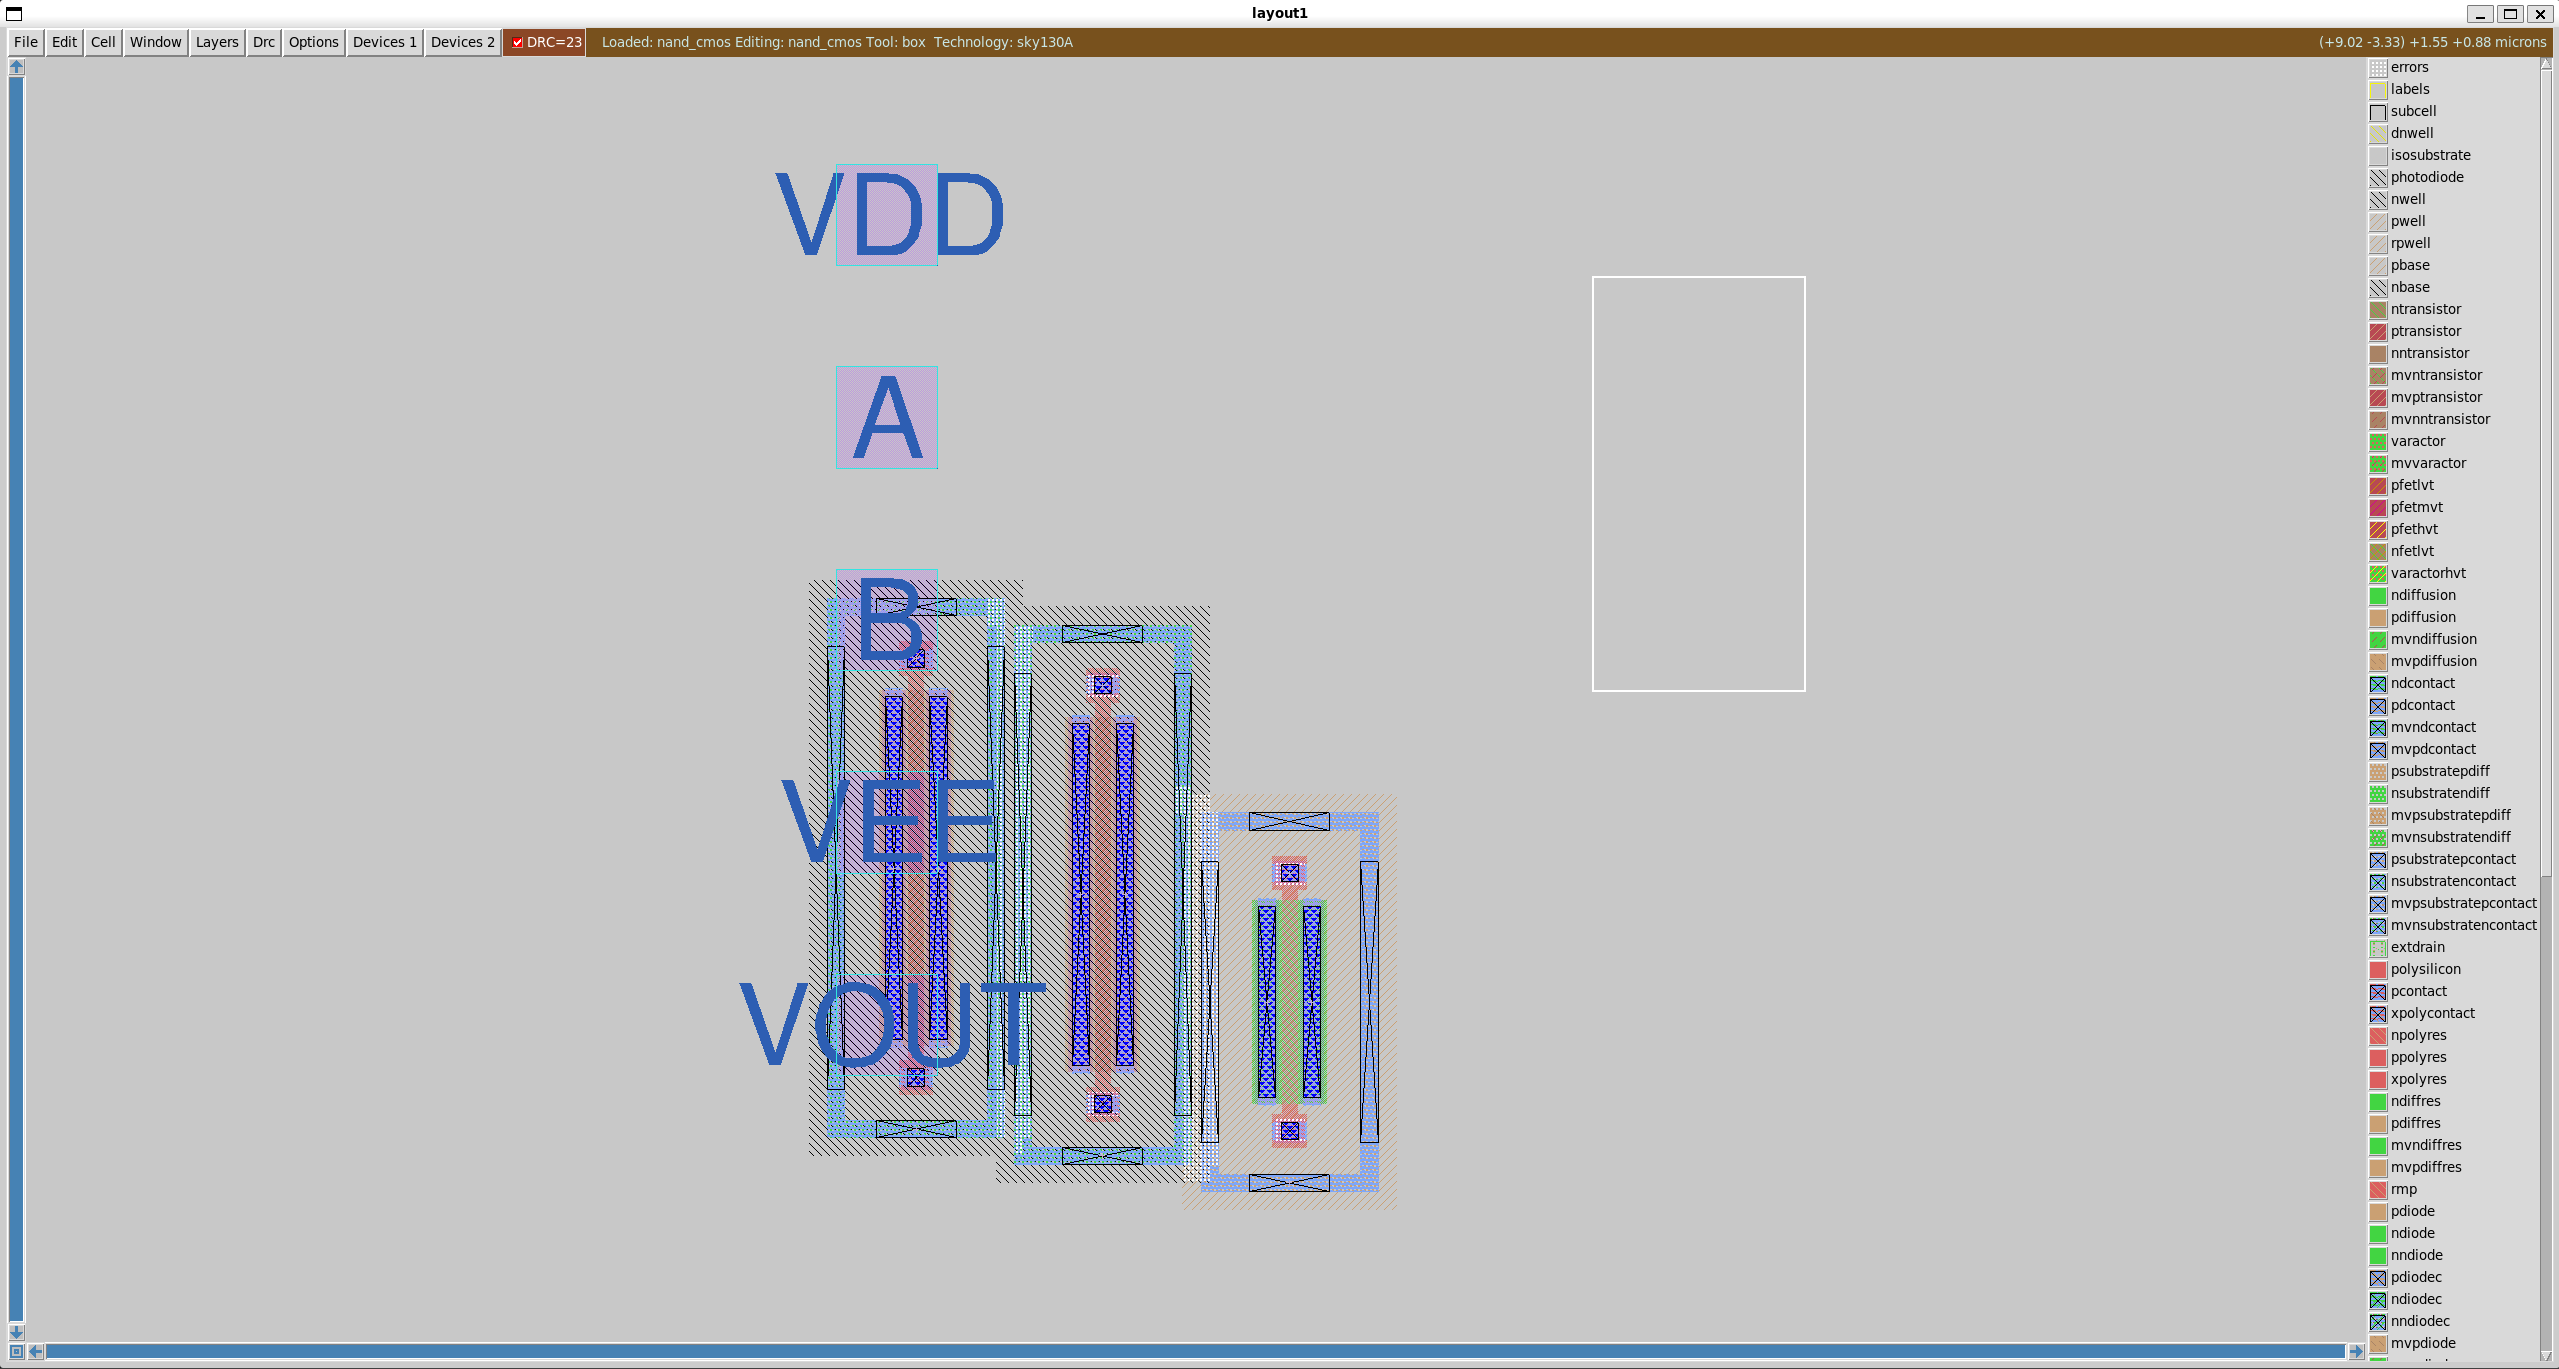 layout1
File Edit Cell Window Layers Drc Options Devices 1 Devices 2 DRC=23 Loaded: nand_cmos Editing: nand_cmos Tool: box Technology: sky130A (+9.02 -3.33) +1.55 +0.88 microns
VDD
A
B
VEE
VOUT
errors
labels
subcell
dnwell
isosubstrate
photodiode
nwell
pwell
rpwell
pbase
nbase
ntransistor
ptransistor
nntransistor
mvntransistor
mvptransistor
mvnntransistor
varactor
mvvaractor
pfetlvt
pfetmvt
pfethvt
nfetlvt
varactorhvt
ndiffusion
pdiffusion
mvndiffusion
mvpdiffusion
ndcontact
pdcontact
mvndcontact
mvpdcontact
psubstratepdiff
nsubstratendiff
mvpsubstratepdiff
mvnsubstratendiff
psubstratepcontact
nsubstratencontact
mvpsubstratepcontact
mvnsubstratencontact
extdrain
polysilicon
pcontact
xpolycontact
npolyres
ppolyres
xpolyres
ndiffres
pdiffres
mvndiffres
mvpdiffres
rmp
pdiode
ndiode
nndiode
pdiodec
ndiodec
nndiodec
mvpdiode